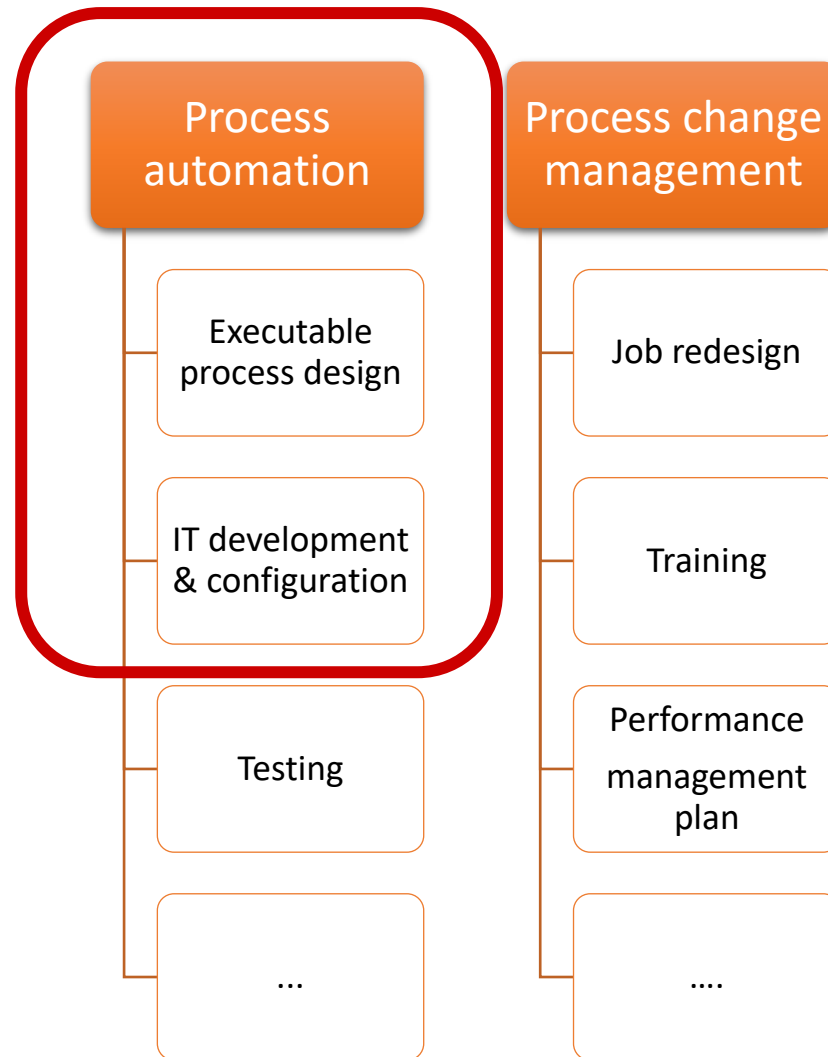 Process
automation
Executable
process design
IT development
& configuration
Testing
...
Process change
management
Job redesign
Training
Performance
management
plan
....